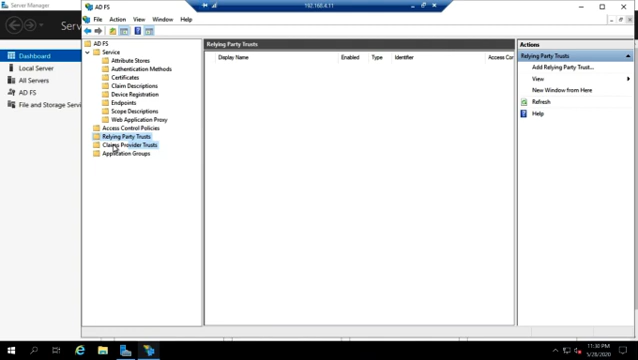 Server Manager
AD FS
192.168.4.11
File Action View Window Help
Dashboard
Local Server
All Servers
AD FS
File and Storage Servi
AD FS
Service
Attribute Stores
Authentication Methods
Certificates
Claim Descriptions
Device Registration
Endpoints
Scope Descriptions
Web Application Proxy
Access Control Policies
Relying Party Trusts
Claims Provider Trusts
Application Groups
Relying Party Trusts
Display Name Enabled Type Identifier Access Cor
Actions
Relying Party Trusts
Add Relying Party Trust...
View
New Window from Here
Refresh
Help
11:30 PM
5/28/2020